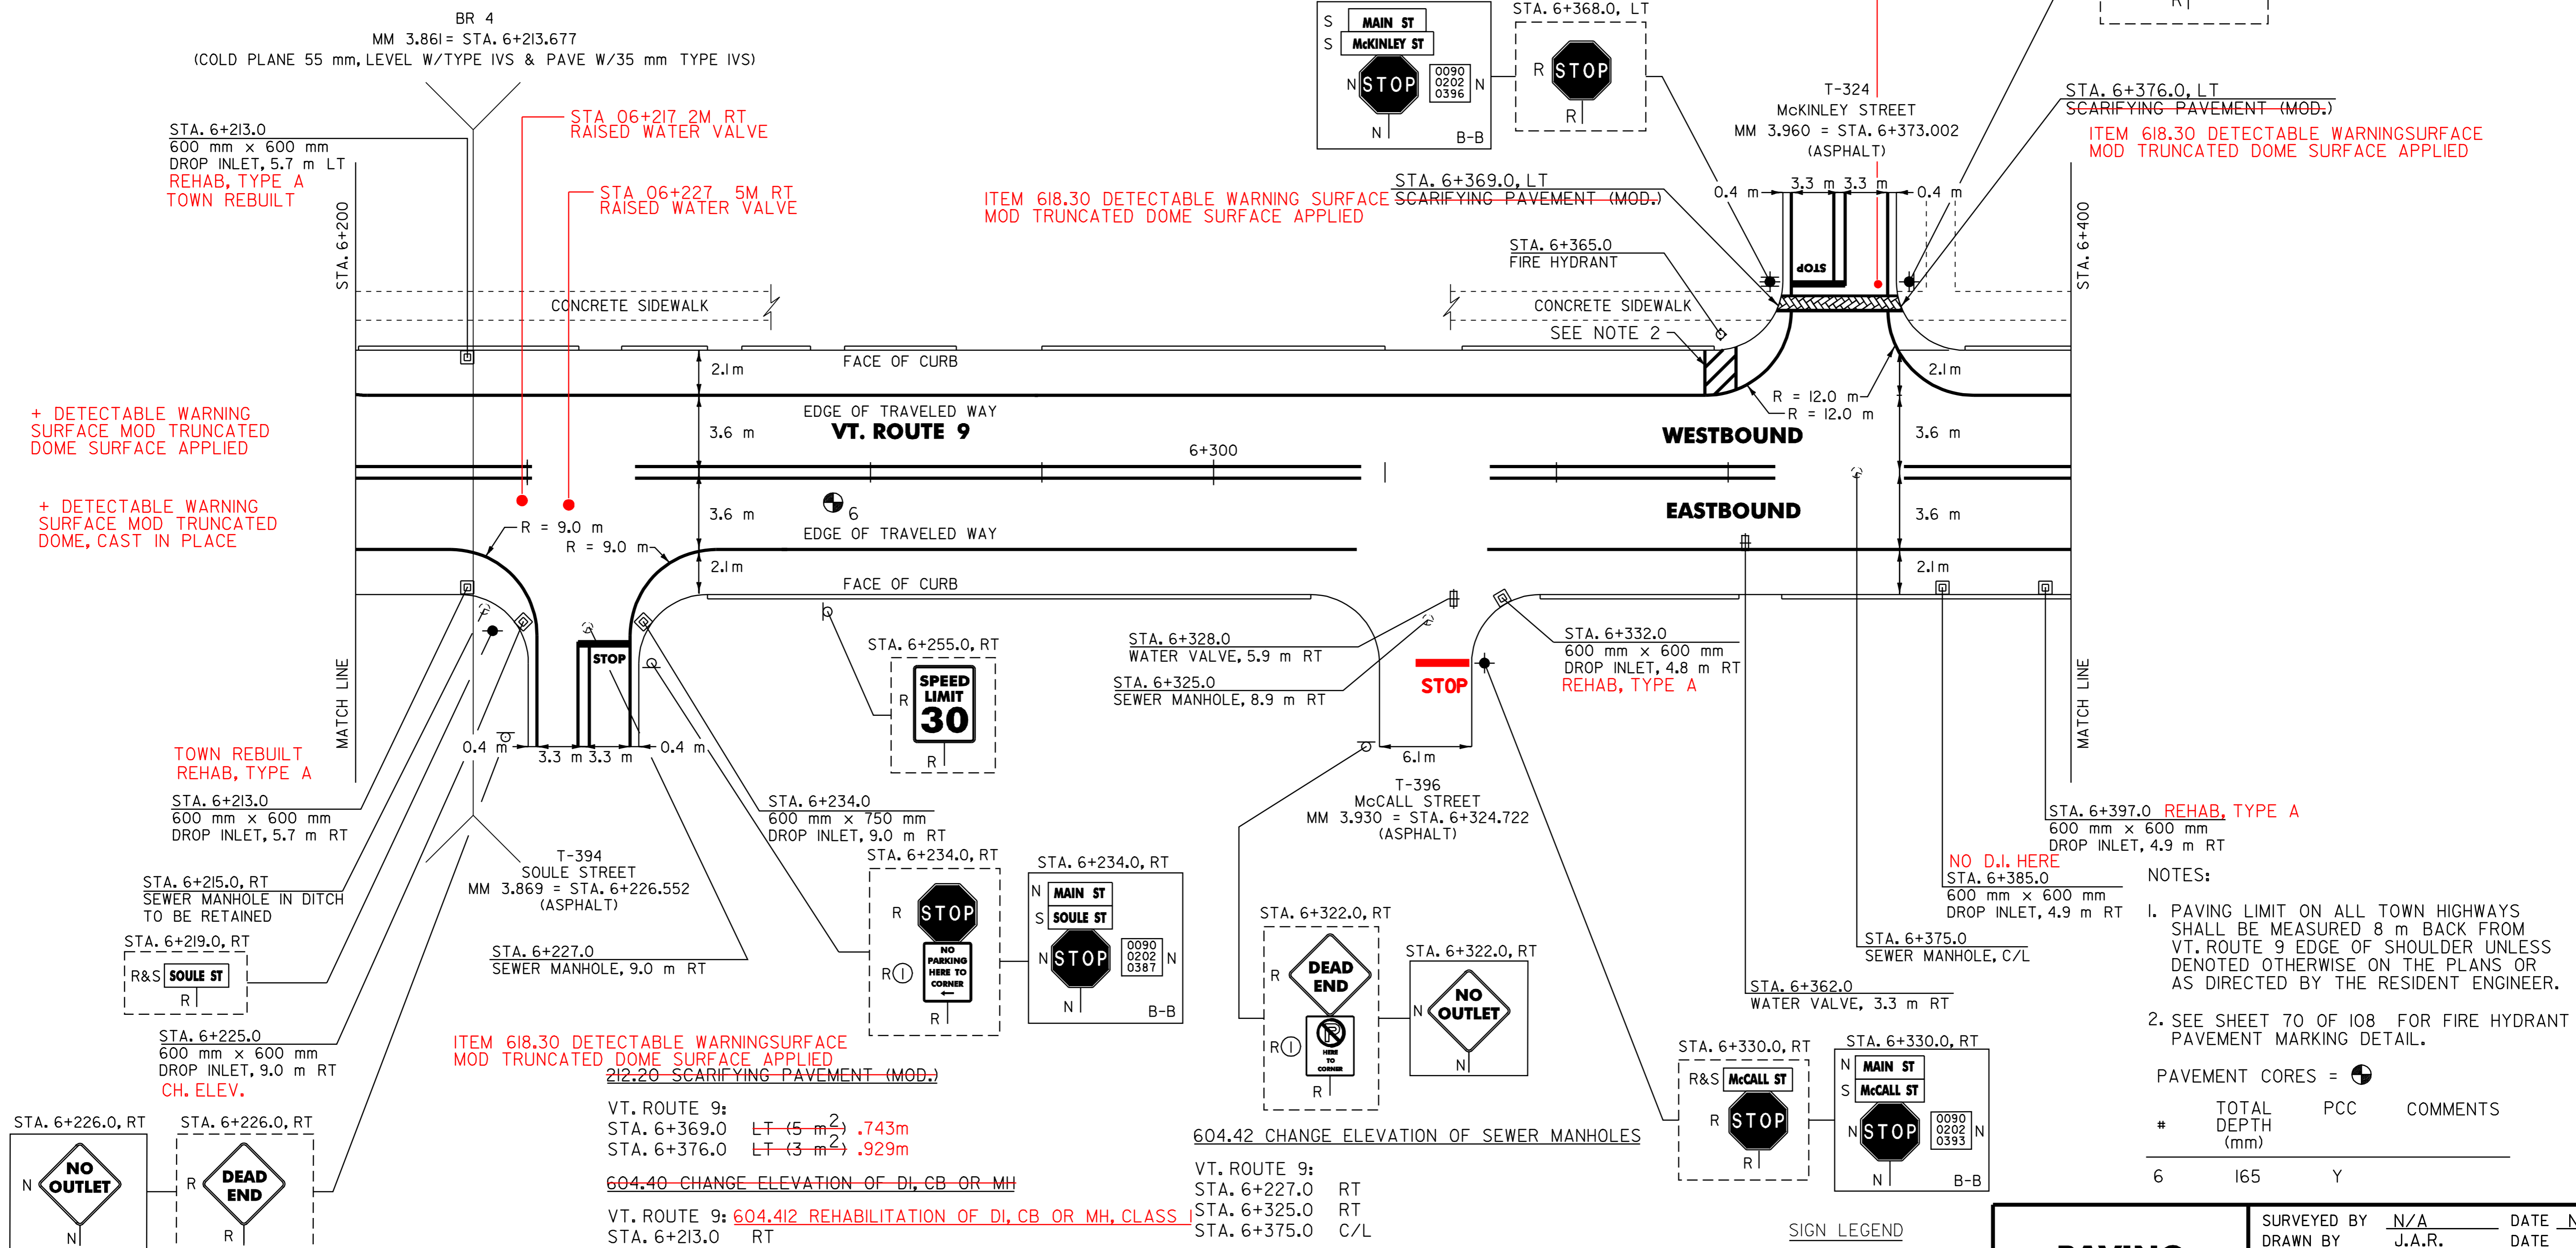 BR 4
MM 3.861 = STA. 6+213.677
(COLD PLANE 55 mm, LEVEL W/TYPE IVS & PAVE W/35 mm TYPE IVS)
STA. 6+213.0
600 mm x 600 mm
DROP INLET, 5.7 m LT
REHAB, TYPE A
TOWN REBUILT
STA 06+217 2M RT
RAISED WATER VALVE
STA 06+227 5M RT
RAISED WATER VALVE
STA. 6+200
S MAIN ST
S McKINLEY ST
N STOP 0090 0202 0396 N
N
B-B
STA. 6+368.0, LT
R STOP
R
R
T-324
McKINLEY STREET
MM 3.960 = STA. 6+373.002
(ASPHALT)
STA. 6+376.0, LT
SCARIFYING PAVEMENT (MOD.)
ITEM 618.30 DETECTABLE WARNINGSURFACE
MOD TRUNCATED DOME SURFACE APPLIED
ITEM 618.30 DETECTABLE WARNING SURFACE
MOD TRUNCATED DOME SURFACE APPLIED
STA. 6+369.0, LT
SCARIFYING PAVEMENT (MOD.)
0.4 m 3.3 m 3.3 m 0.4 m
STA. 6+365.0
FIRE HYDRANT
STOP
STA. 6+400
CONCRETE SIDEWALK
CONCRETE SIDEWALK
SEE NOTE 2
FACE OF CURB
2.1m
2.1m
R = 12.0 m
R = 12.0 m
+ DETECTABLE WARNING
SURFACE MOD TRUNCATED
DOME SURFACE APPLIED
EDGE OF TRAVELED WAY
VT. ROUTE 9
3.6 m
WESTBOUND
3.6 m
6+300
+ DETECTABLE WARNING
SURFACE MOD TRUNCATED
DOME, CAST IN PLACE
3.6 m
6
EASTBOUND
3.6 m
R = 9.0 m
R = 9.0 m
EDGE OF TRAVELED WAY
2.1m
2.1m
FACE OF CURB
MATCH LINE
STOP
0.4 m 3.3 m 3.3 m 0.4 m
STA. 6+255.0, RT
R SPEED LIMIT 30
R
STA. 6+328.0
WATER VALVE, 5.9 m RT
STA. 6+325.0
SEWER MANHOLE, 8.9 m RT
STOP
6.1m
STA. 6+332.0
600 mm x 600 mm
DROP INLET, 4.8 m RT
REHAB, TYPE A
MATCH LINE
TOWN REBUILT
REHAB, TYPE A
STA. 6+213.0
600 mm x 600 mm
DROP INLET, 5.7 m RT
STA. 6+234.0
600 mm x 750 mm
DROP INLET, 9.0 m RT
T-396
McCALL STREET
MM 3.930 = STA. 6+324.722
(ASPHALT)
STA. 6+397.0 REHAB, TYPE A
600 mm x 600 mm
DROP INLET, 4.9 m RT
T-394
SOULE STREET
MM 3.869 = STA. 6+226.552
(ASPHALT)
STA. 6+215.0, RT
SEWER MANHOLE IN DITCH
TO BE RETAINED
STA. 6+234.0, RT
R STOP
R 1 NO PARKING HERE TO CORNER
R
STA. 6+234.0, RT
N MAIN ST
S SOULE ST
N STOP 0090 0202 0387 N
N
B-B
NO D.I. HERE
STA. 6+385.0
600 mm x 600 mm
DROP INLET, 4.9 m RT
STA. 6+219.0, RT
R&S SOULE ST
R
STA. 6+227.0
SEWER MANHOLE, 9.0 m RT
STA. 6+322.0, RT
R DEAD END
R 1 P HERE TO CORNER
R
STA. 6+322.0, RT
N NO OUTLET
N
STA. 6+375.0
SEWER MANHOLE, C/L
STA. 6+362.0
WATER VALVE, 3.3 m RT
STA. 6+225.0
600 mm x 600 mm
DROP INLET, 9.0 m RT
CH. ELEV.
STA. 6+226.0, RT
N NO OUTLET
N
STA. 6+226.0, RT
R DEAD END
R
ITEM 618.30 DETECTABLE WARNINGSURFACE
MOD TRUNCATED DOME SURFACE APPLIED
212.20 SCARIFYING PAVEMENT (MOD.)
VT. ROUTE 9:
STA. 6+369.0 LT (5 m2) .743m
STA. 6+376.0 LT (3 m2) .929m
604.40 CHANGE ELEVATION OF DI, CB OR MH
VT. ROUTE 9: 604.412 REHABILITATION OF DI, CB OR MH, CLASS I
STA. 6+213.0 RT
604.42 CHANGE ELEVATION OF SEWER MANHOLES
VT. ROUTE 9:
STA. 6+227.0 RT
STA. 6+325.0 RT
STA. 6+375.0 C/L
STA. 6+330.0, RT
R&S McCALL ST
R STOP
R
STA. 6+330.0, RT
N MAIN ST
S McCALL ST
N STOP 0090 0202 0393 N
N
B-B
SIGN LEGEND
NOTES:
1. PAVING LIMIT ON ALL TOWN HIGHWAYS
SHALL BE MEASURED 8 m BACK FROM
VT. ROUTE 9 EDGE OF SHOULDER UNLESS
DENOTED OTHERWISE ON THE PLANS OR
AS DIRECTED BY THE RESIDENT ENGINEER.
2. SEE SHEET 70 OF 108 FOR FIRE HYDRANT
PAVEMENT MARKING DETAIL.
PAVEMENT CORES =
# TOTAL DEPTH (mm) PCC COMMENTS
6 165 Y
SURVEYED BY N/A DATE N
DRAWN BY J.A.R. DATE